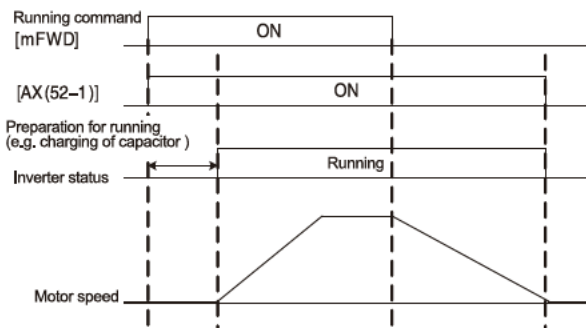 Running command
[mFWD]
ON
[AX(52–1)]
ON
Preparation for running
(e.g. charging of capacitor )
Running
Inverter status
Motor speed